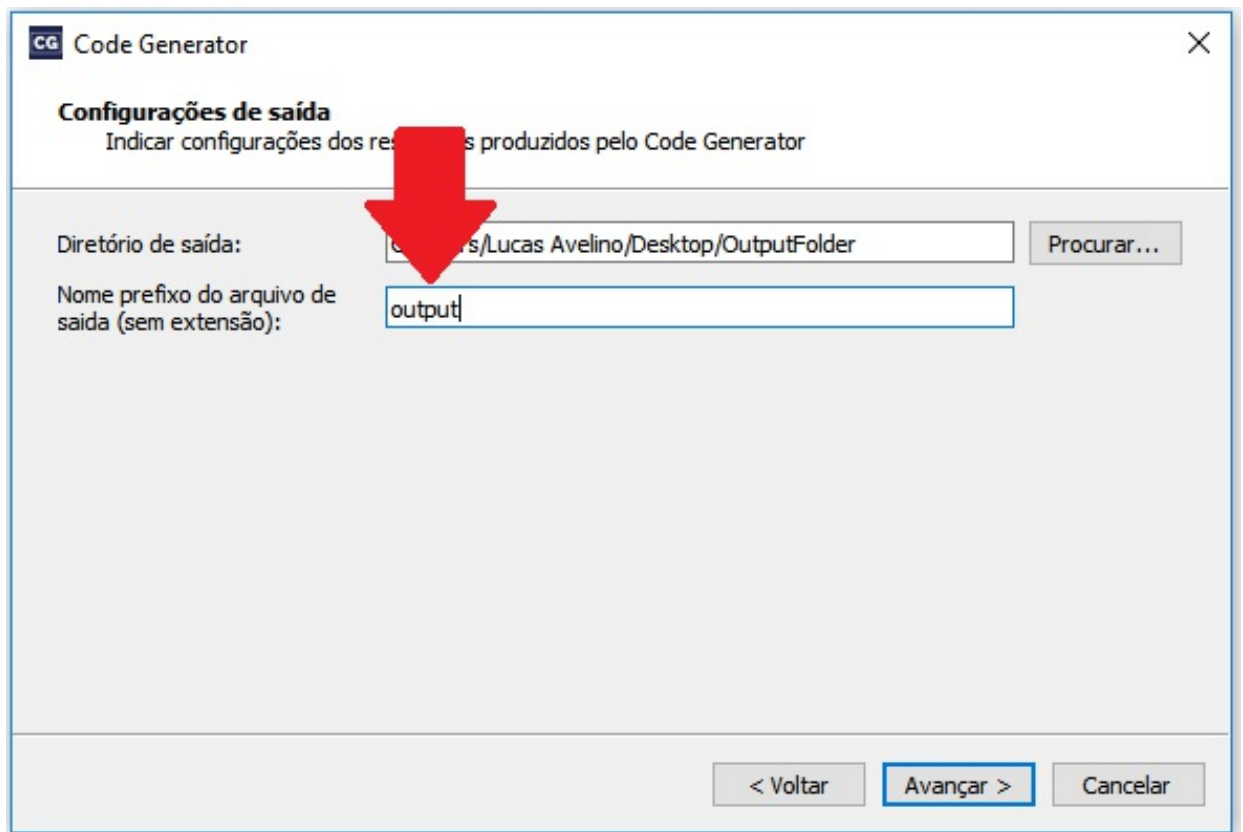 CG Code Generator
Configurações de saída
Indicar configurações dos produzidos pelo Code Generator
Diretório de saída: /Lucas Avelino/Desktop/OutputFolder Procurar...
Nome prefixo do arquivo de
saida (sem extensão): output
< Voltar Avançar > Cancelar